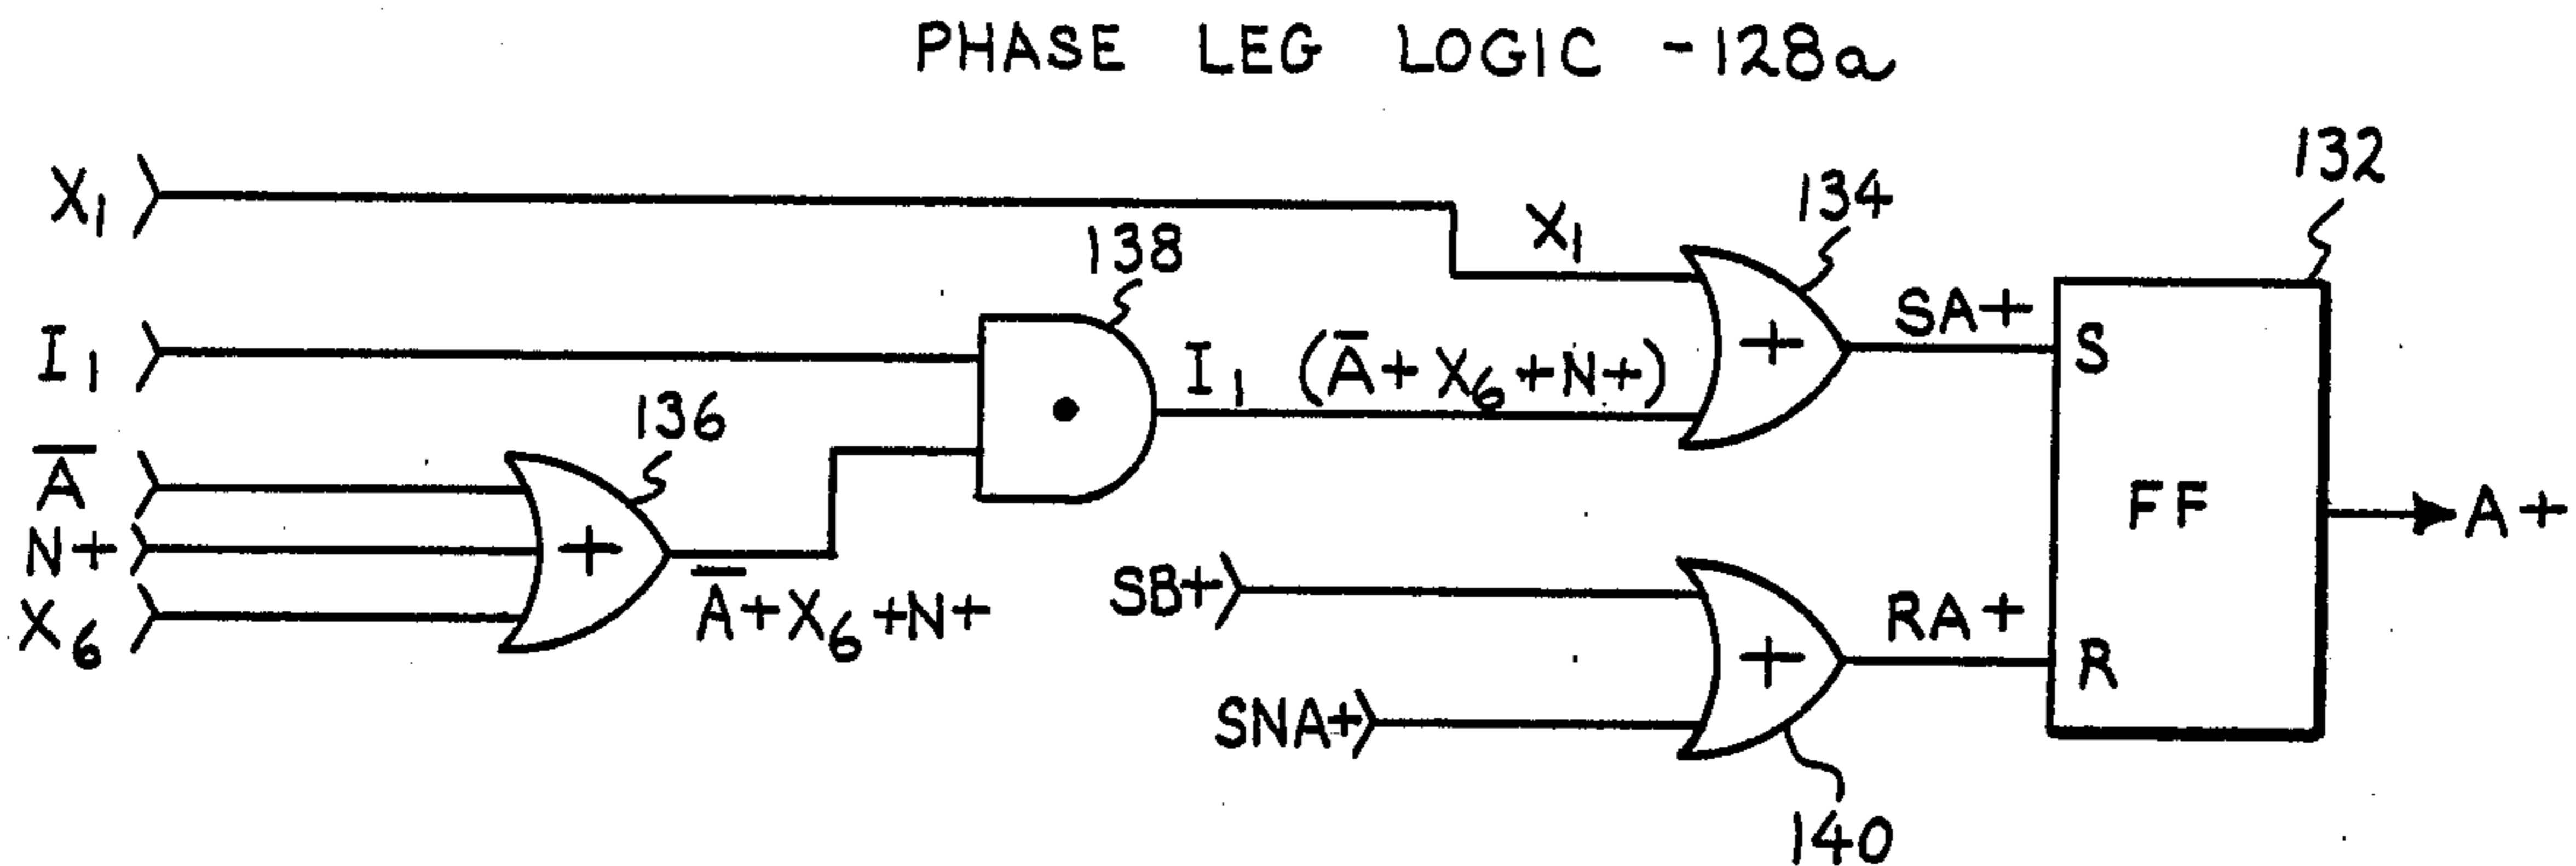 PHASE LEG LOGIC -128a
132
X₁
134
X₁
138
SA+
S
I₁
I₁ (A̅+X₆+N+)
+
136
•
A̅
FF
A+
N+
+
SB+
A̅+X₆+N+
RA+
X₆
+
R
SNA+
140